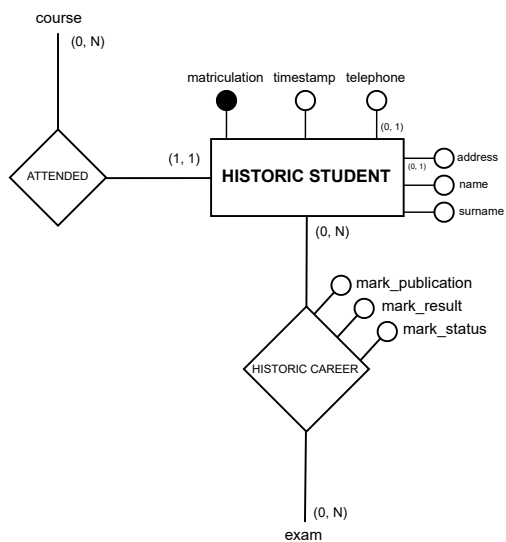 course
(0, N)
matriculation timestamp telephone
(0, 1)
ATTENDED
(1, 1)
HISTORIC STUDENT
(0, 1)
address
name
surname
(0, N)
mark_publication
mark_result
mark_status
HISTORIC CAREER
(0, N)
exam